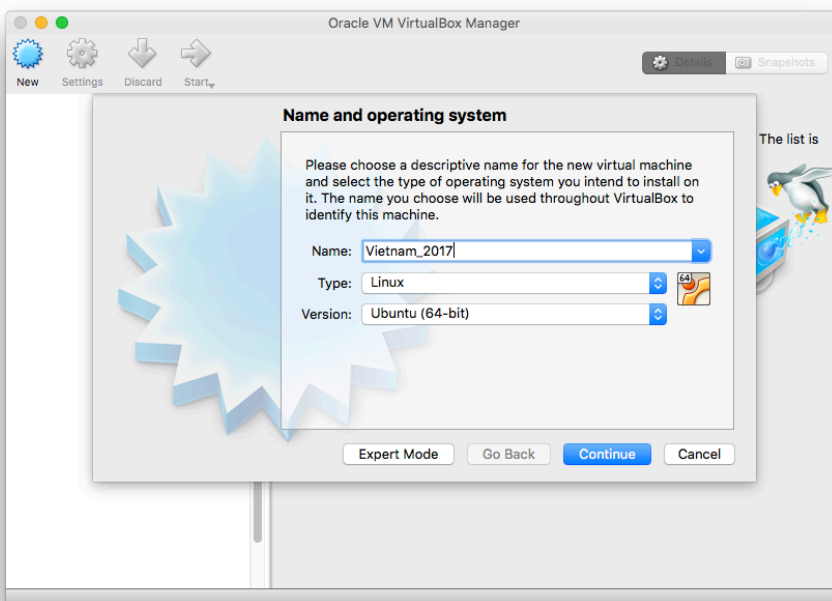 Oracle VM VirtualBox Manager
New Settings Discard Start
Details Snapshots
Name and operating system
The list is
Please choose a descriptive name for the new virtual machine
and select the type of operating system you intend to install on
it. The name you choose will be used throughout VirtualBox to
identify this machine.
Name: Vietnam_2017
Type: Linux
64
Version: Ubuntu (64-bit)
Expert Mode Go Back Continue Cancel